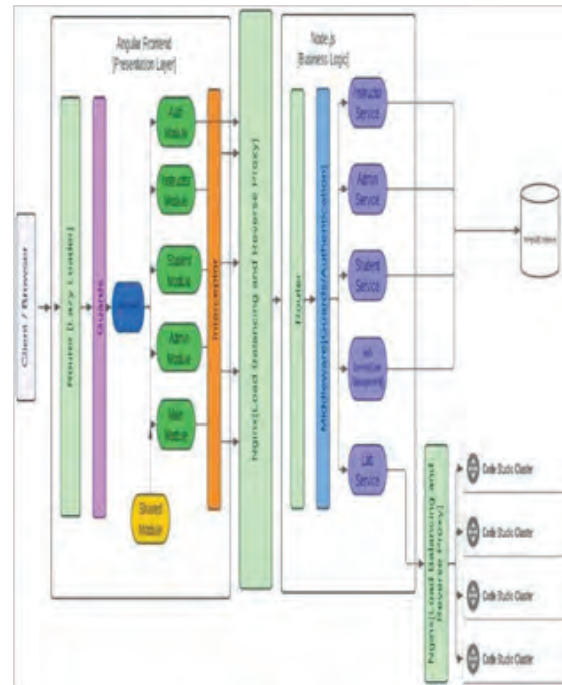 Client / Browser
Angular Frontend
[Presentation Layer]
Router [Lazy Loader]
Guards
Auth
Module
Instructor
Module
Student
Module
Admin
Module
Main
Module
Shared
Module
Interceptor
Nginx[Load Balancing and Reverse Proxy]
Node.js
[Business Logic]
Router
Middleware[Guards/Authentication]
Instructor
Service
Admin
Service
Student
Service
Lab
Service
Nginx[Load Balancing and
Reverse Proxy]
Code Studio Cluster
Code Studio Cluster
Code Studio Cluster
Code Studio Cluster